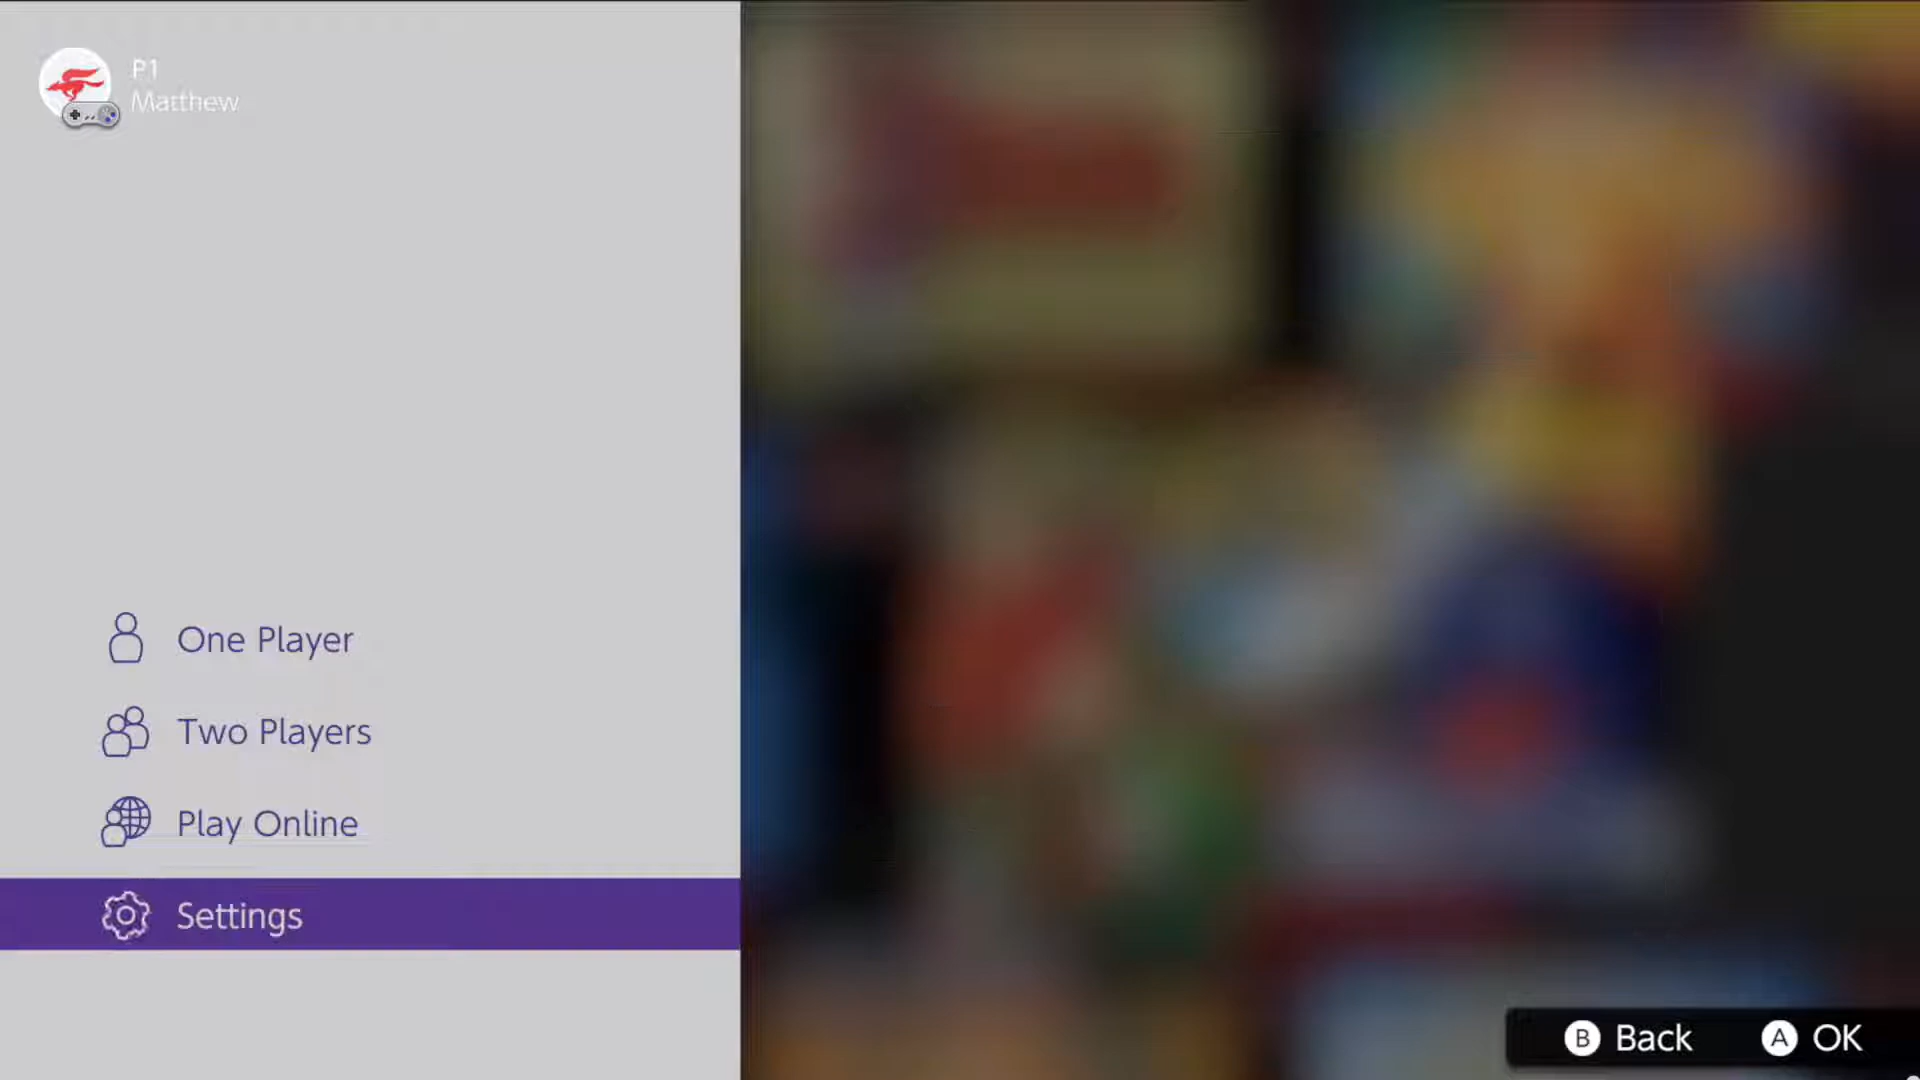 P1
Matthew
One Player
Two Players
Play Online
Settings
B Back A OK